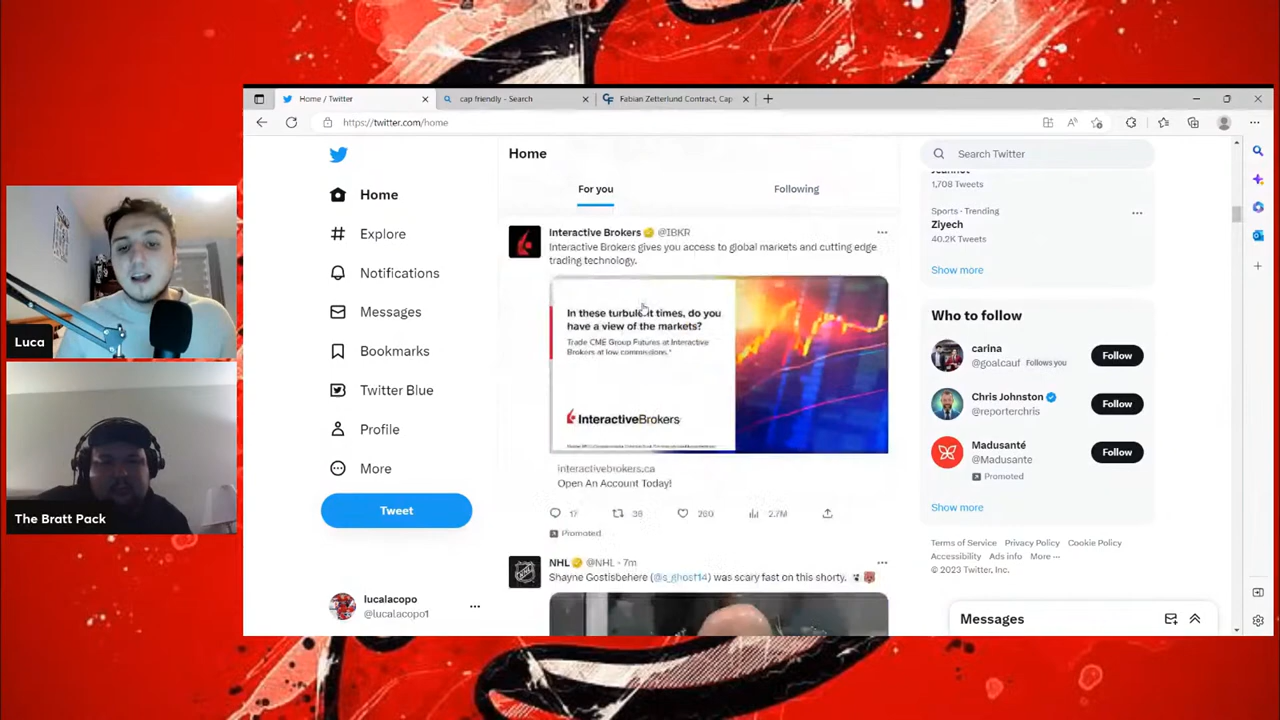 Home / Twitter
cap friendly - Search
Fabian Zetterlund Contract, Cap
https://twitter.com/home
Home
Explore
Notifications
Messages
Bookmarks
Twitter Blue
Profile
More
Tweet
lucalacopo
@lucalacopo1
Home
For you
Following
Interactive Brokers @IBKR
Interactive Brokers gives you access to global markets and cutting edge
trading technology.
In these turbulent times, do you
have a view of the markets?
Trade CME Group Futures at Interactive
Brokers at low commissions.*
InteractiveBrokers
interactivebrokers.ca
Open An Account Today!
17
38
260
2.7M
Promoted
NHL @NHL · 7m
Shayne Gostisbehere (@s_ghost14) was scary fast on this shorty.
Search Twitter
1,708 Tweets
Sports · Trending
Ziyech
40.2K Tweets
Show more
Who to follow
carina
@goalcauf Follows you
Follow
Chris Johnston
@reporterchris
Follow
Madusanté
@Madusante
Promoted
Follow
Show more
Terms of Service Privacy Policy Cookie Policy
Accessibility Ads info More ···
© 2023 Twitter, Inc.
Messages
Luca
The Bratt Pack